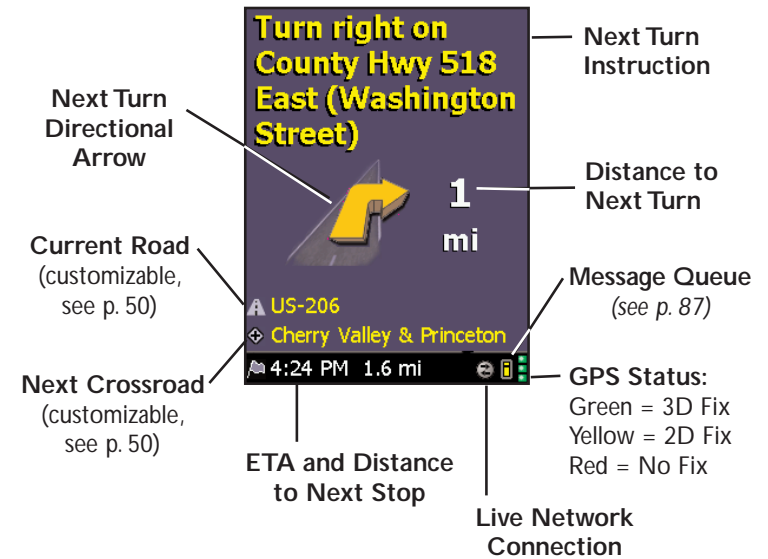 Turn right on
County Hwy 518
East (Washington
Street)
1
mi
US-206
Cherry Valley & Princeton
4:24 PM 1.6 mi
Next Turn
Directional
Arrow
Current Road
(customizable,
see p. 50)
Next Crossroad
(customizable,
see p. 50)
ETA and Distance
to Next Stop
Next Turn
Instruction
Distance to
Next Turn
Message Queue
(see p. 87)
GPS Status:
Green = 3D Fix
Yellow = 2D Fix
Red = No Fix
Live Network
Connection